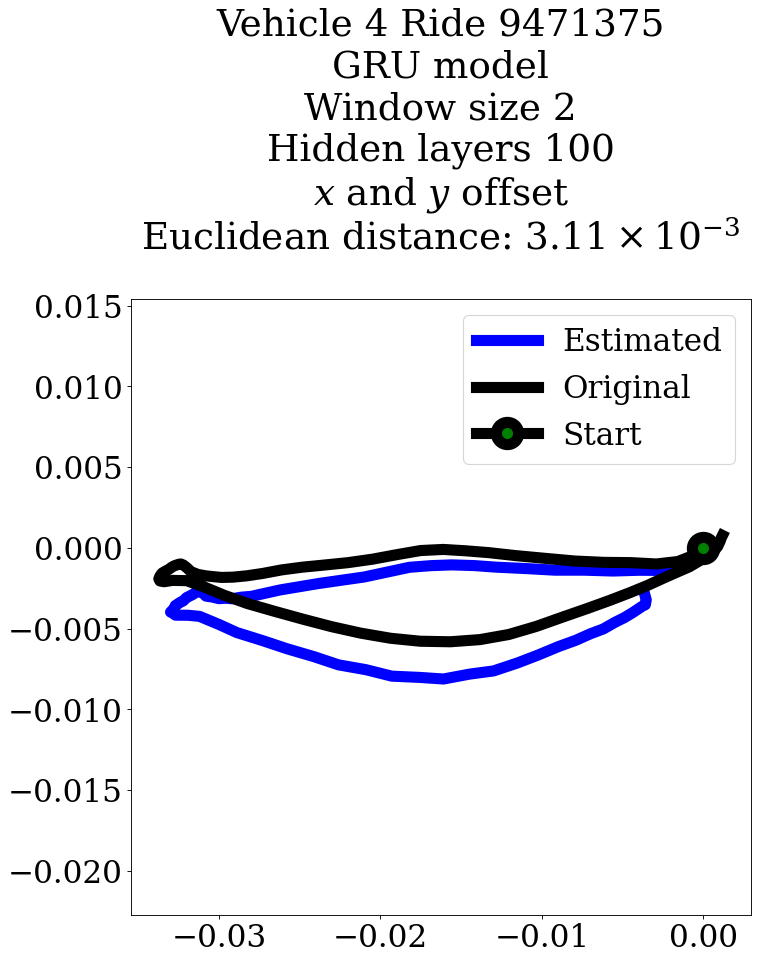 Vehicle 4 Ride 9471375
GRU model
Window size 2
Hidden layers 100
x and y offset
Euclidean distance: 3.11 × 10⁻³
Estimated
Original
Start
0.015
0.010
0.005
0.000
−0.005
−0.010
−0.015
−0.020
−0.03 −0.02 −0.01 0.00